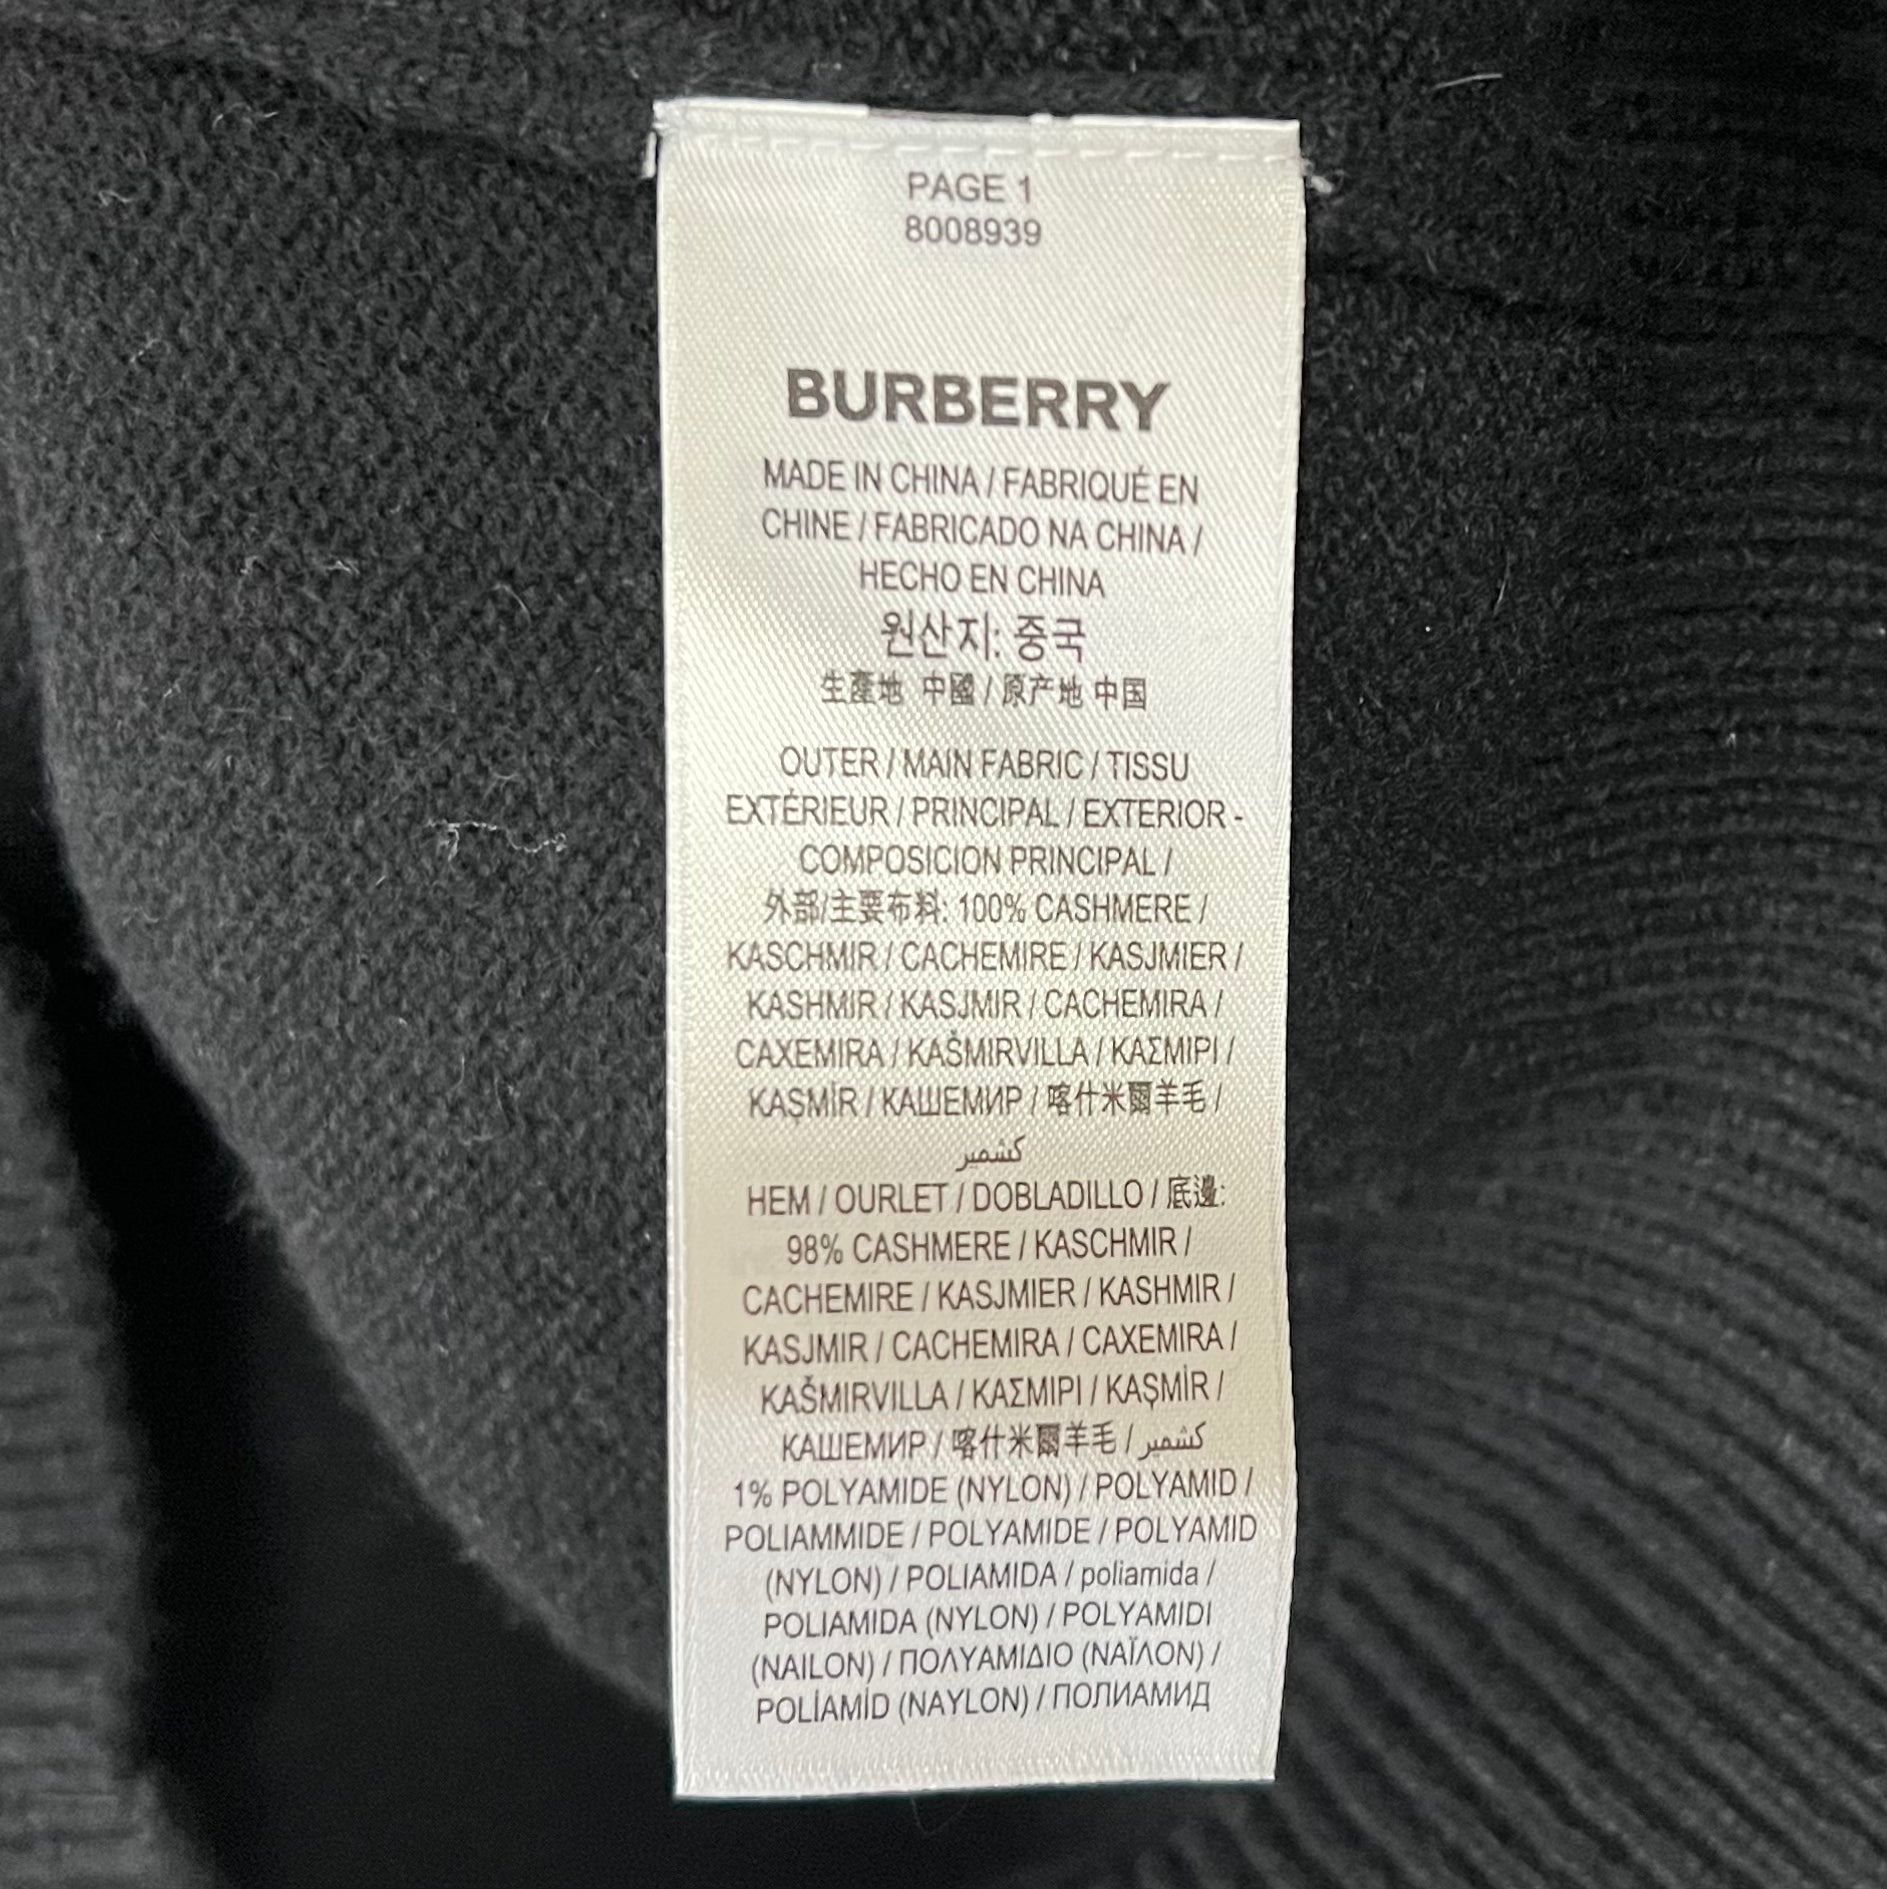 PAGE 1
8008939
BURBERRY
MADE IN CHINA / FABRIQUÉ EN
CHINE / FABRICADO NA CHINA /
HECHO EN CHINA
원산지: 중국
生產地 中國 / 原产地 中国
OUTER / MAIN FABRIC / TISSU
EXTÉRIEUR / PRINCIPAL / EXTERIOR -
COMPOSICION PRINCIPAL /
外部/主要布料: 100% CASHMERE /
KASCHMIR / CACHEMIRE / KASJMIER /
KASHMIR / KASJMIR / CACHEMIRA /
CAXEMIRA / KAŠMIRVILLA / ΚΑΣΜΙΡΙ /
KAŞMİR / КАШЕМИР / 喀什米爾羊毛 /
كشمير
HEM / OURLET / DOBLADILLO / 底邊:
98% CASHMERE / KASCHMIR /
CACHEMIRE / KASJMIER / KASHMIR /
KASJMIR / CACHEMIRA / CAXEMIRA /
KAŠMIRVILLA / ΚΑΣΜΙΡΙ / KAŞMİR /
КАШЕМИР / 喀什米爾羊毛 / كشمير
1% POLYAMIDE (NYLON) / POLYAMID /
POLIAMMIDE / POLYAMIDE / POLYAMID
(NYLON) / POLIAMIDA / poliamida /
POLIAMIDA (NYLON) / POLYAMIDI
(NAILON) / ΠΟΛΥΑΜΙΔΙΟ (ΝΑΪΛΟΝ) /
POLİAMİD (NAYLON) / ПОЛИАМИД